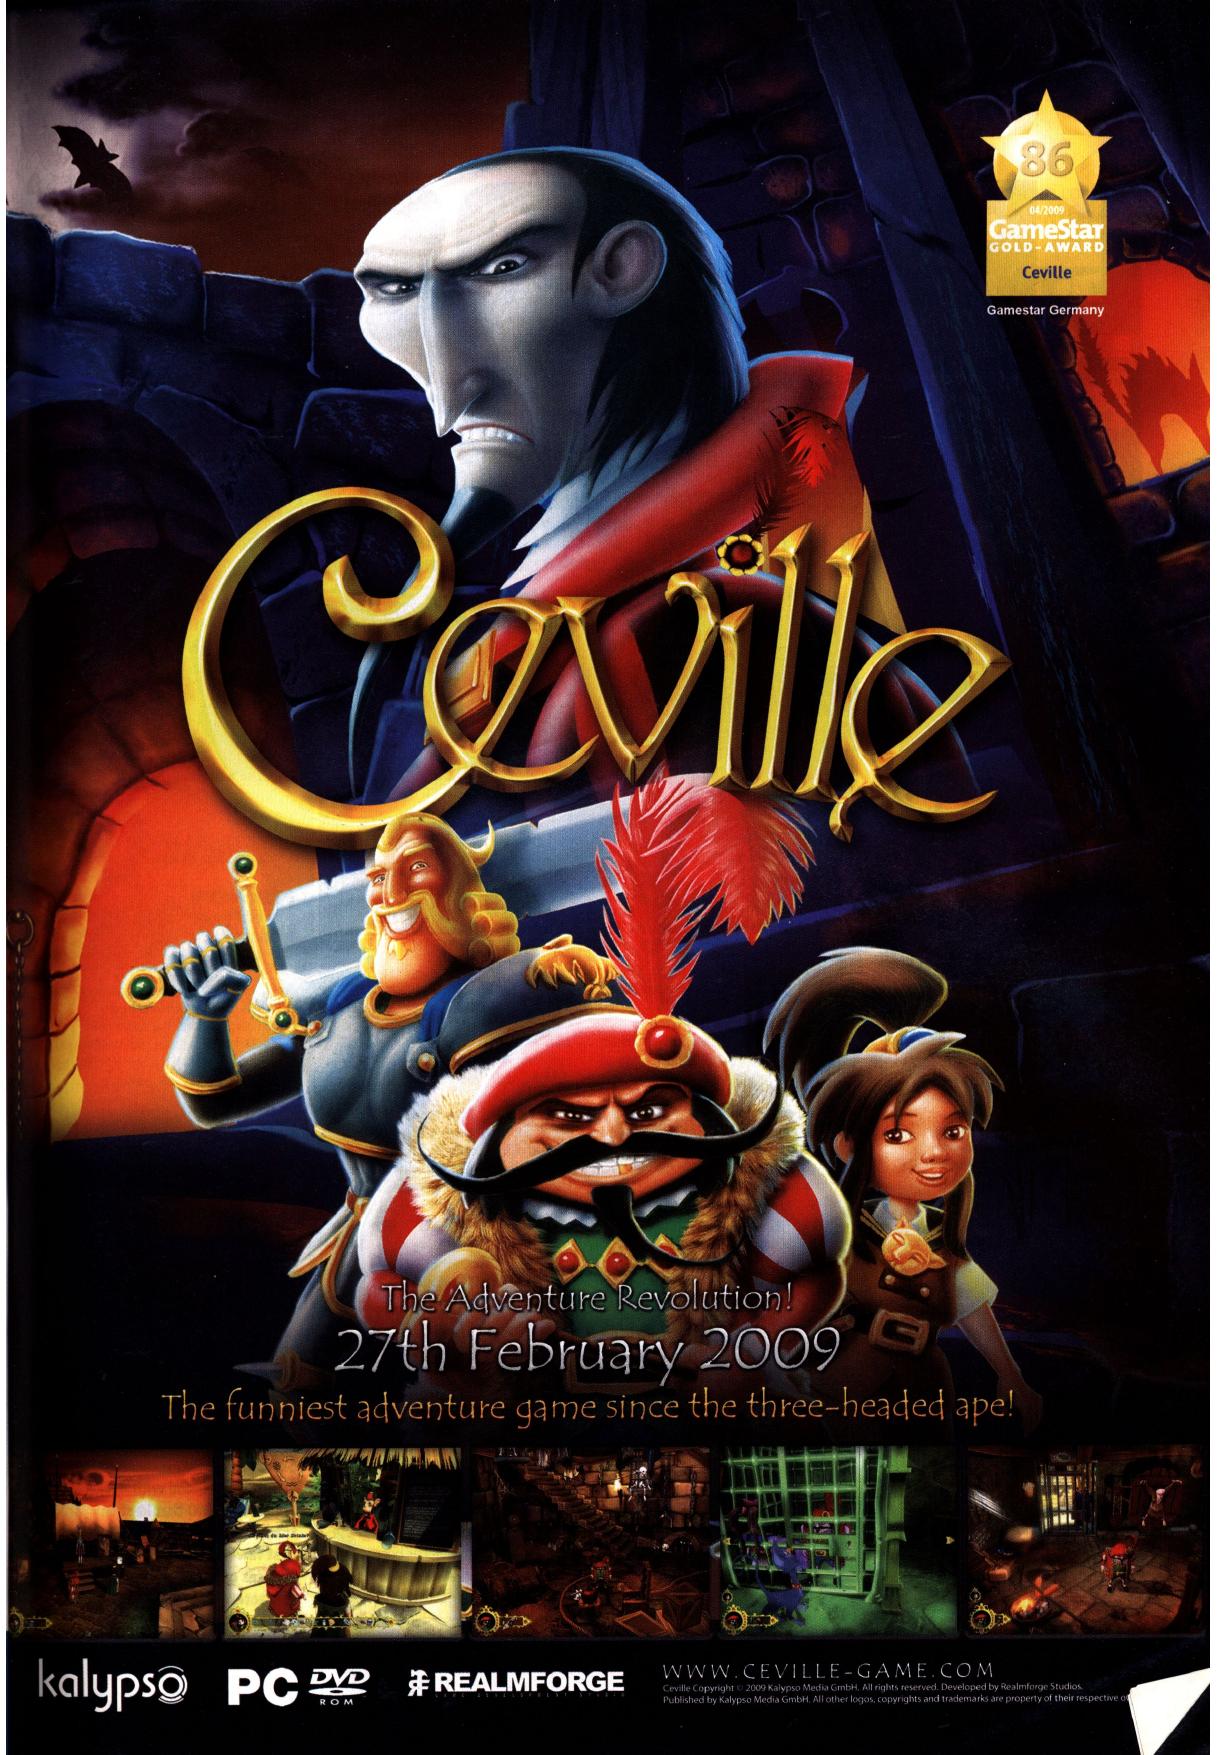 86
04/2009
GameStar
GOLD-AWARD
Ceville
Gamestar Germany
Ceville
The Adventure Revolution!
27th February 2009
The funniest adventure game since the three-headed ape!
kalypso
PC DVD
ROM
REALMFORGE
WWW.CEVILLE-GAME.COM
Ceville Copyright © 2009 Kalypso Media GmbH. All rights reserved. Developed by Realmforge Studios.
Published by Kalypso Media GmbH. All other logos, copyrights and trademarks are property of their respective